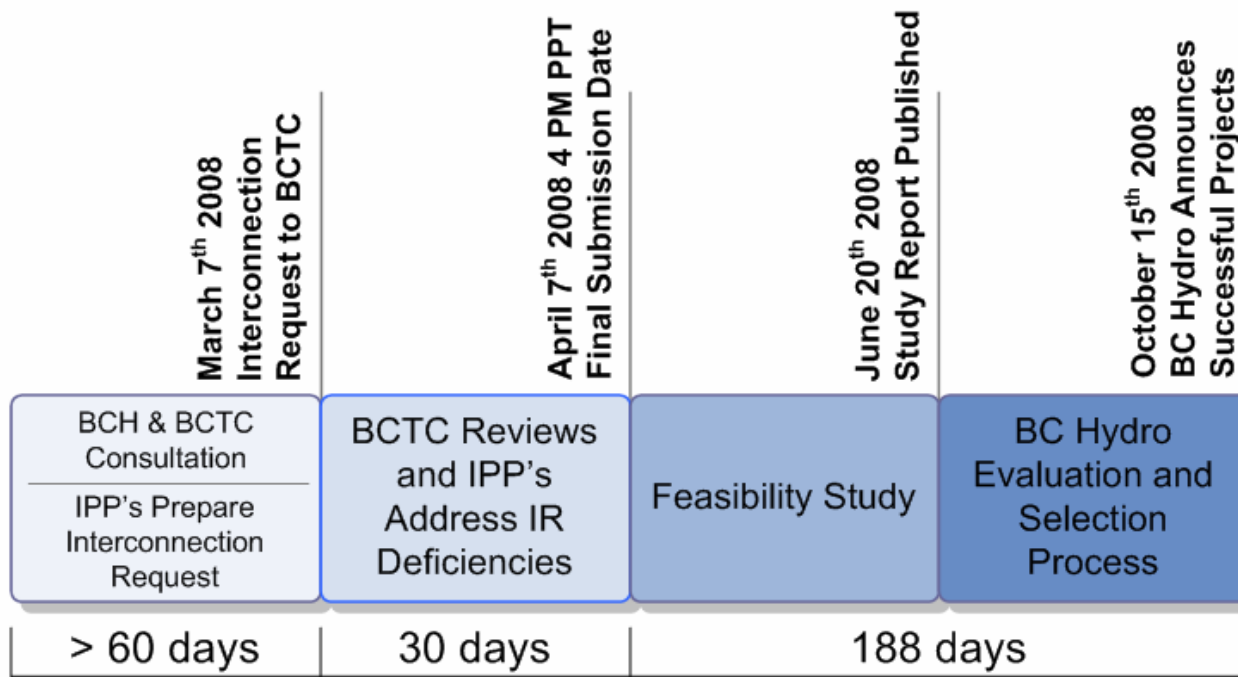 March 7th 2008
Interconnection
Request to BCTC
April 7th 2008 4 PM PPT
Final Submission Date
June 20th 2008
Study Report Published
October 15th 2008
BC Hydro Announces
Successful Projects
BCH & BCTC
Consultation
IPP's Prepare
Interconnection
Request
BCTC Reviews
and IPP's
Address IR
Deficiencies
Feasibility Study
BC Hydro
Evaluation and
Selection
Process
> 60 days
30 days
188 days